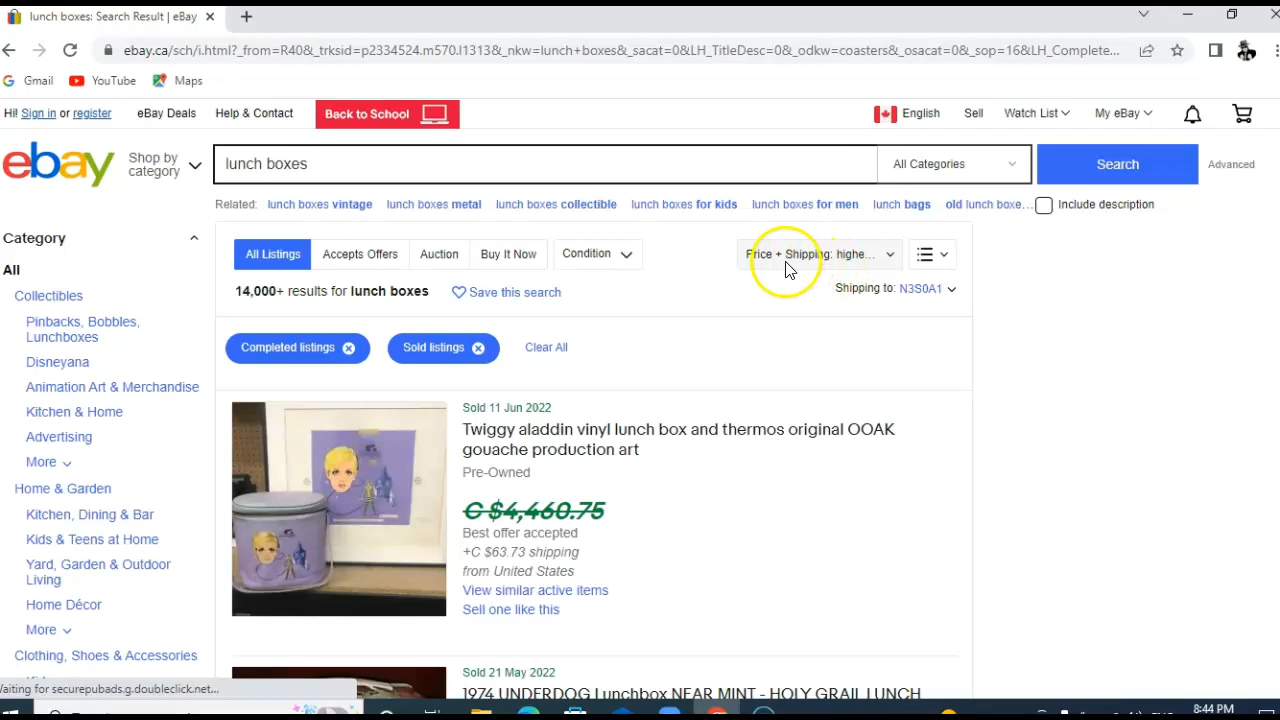 lunch boxes: Search Result | eBay
ebay.ca/sch/i.html?_from=R40&_trksid=p2334524.m570.l1313&_nkw=lunch+boxes&_sacat=0&LH_TitleDesc=0&_odkw=coasters&_osacat=0&_sop=16&LH_Complete...
Gmail YouTube Maps
Hi! Sign in or register eBay Deals Help & Contact Back to School English Sell Watch List My eBay
ebay Shop by category lunch boxes All Categories Search Advanced
Related: lunch boxes vintage lunch boxes metal lunch boxes collectible lunch boxes for kids lunch boxes for men lunch bags old lunch boxe... Include description
Category
All
Collectibles
Pinbacks, Bobbles,
Lunchboxes
Disneyana
Animation Art & Merchandise
Kitchen & Home
Advertising
More
Home & Garden
Kitchen, Dining & Bar
Kids & Teens at Home
Yard, Garden & Outdoor
Living
Home Décor
More
Clothing, Shoes & Accessories
All Listings Accepts Offers Auction Buy It Now Condition Price + Shipping: highe...
14,000+ results for lunch boxes Save this search Shipping to: N3S0A1
Completed listings Sold listings Clear All
Sold 11 Jun 2022
Twiggy aladdin vinyl lunch box and thermos original OOAK
gouache production art
Pre-Owned
C $4,460.75
Best offer accepted
+C $63.73 shipping
from United States
View similar active items
Sell one like this
Sold 21 May 2022
1974 UNDERDOG Lunchbox NEAR MINT - HOLY GRAIL LUNCH
Waiting for securepubads.g.doubleclick.net...
8:44 PM